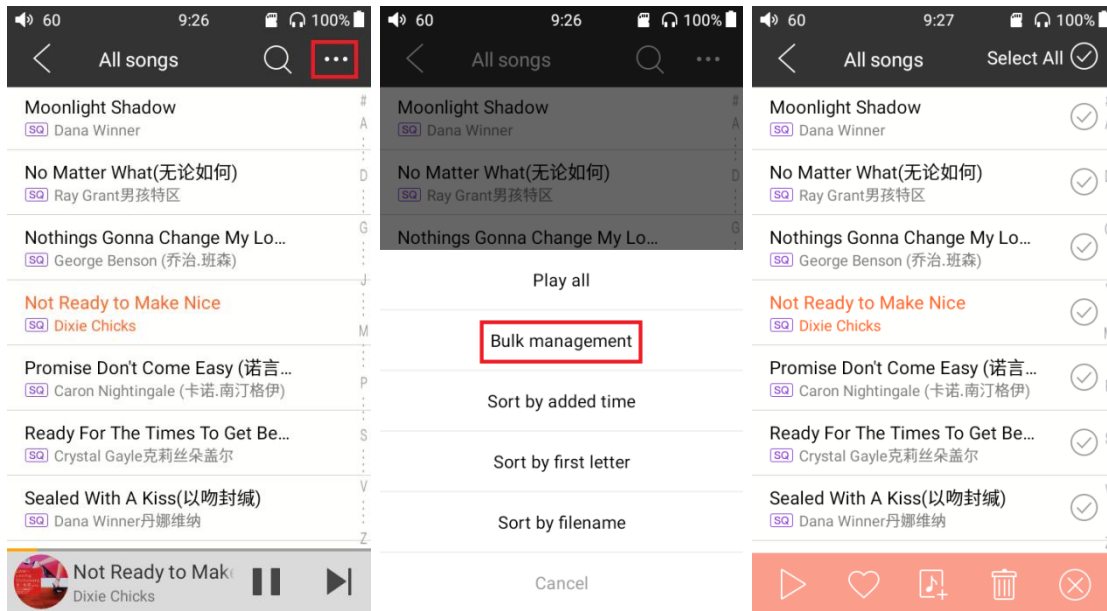 60 9:26 100%
All songs
#
Moonlight Shadow
A
SQ Dana Winner
No Matter What(无论如何)
D
SQ Ray Grant男孩特区
G
Nothings Gonna Change My Lo...
SQ George Benson (乔治.班森)
J
Not Ready to Make Nice
SQ Dixie Chicks
M
Promise Don't Come Easy (诺言...
P
SQ Caron Nightingale (卡诺.南汀格伊)
Ready For The Times To Get Be...
S
SQ Crystal Gayle克莉丝朵盖尔
V
Sealed With A Kiss(以吻封缄)
SQ Dana Winner丹娜维纳
Z
Not Ready to Mak
Dixie Chicks
60 9:26 100%
All songs
#
Moonlight Shadow
A
SQ Dana Winner
No Matter What(无论如何)
D
SQ Ray Grant男孩特区
G
Nothings Gonna Change My Lo...
Play all
Bulk management
Sort by added time
Sort by first letter
Sort by filename
Cancel
60 9:27 100%
All songs Select All
Moonlight Shadow
SQ Dana Winner
No Matter What(无论如何)
SQ Ray Grant男孩特区
Nothings Gonna Change My Lo...
SQ George Benson (乔治.班森)
Not Ready to Make Nice
SQ Dixie Chicks
Promise Don't Come Easy (诺言...
SQ Caron Nightingale (卡诺.南汀格伊)
Ready For The Times To Get Be...
SQ Crystal Gayle克莉丝朵盖尔
Sealed With A Kiss(以吻封缄)
SQ Dana Winner丹娜维纳